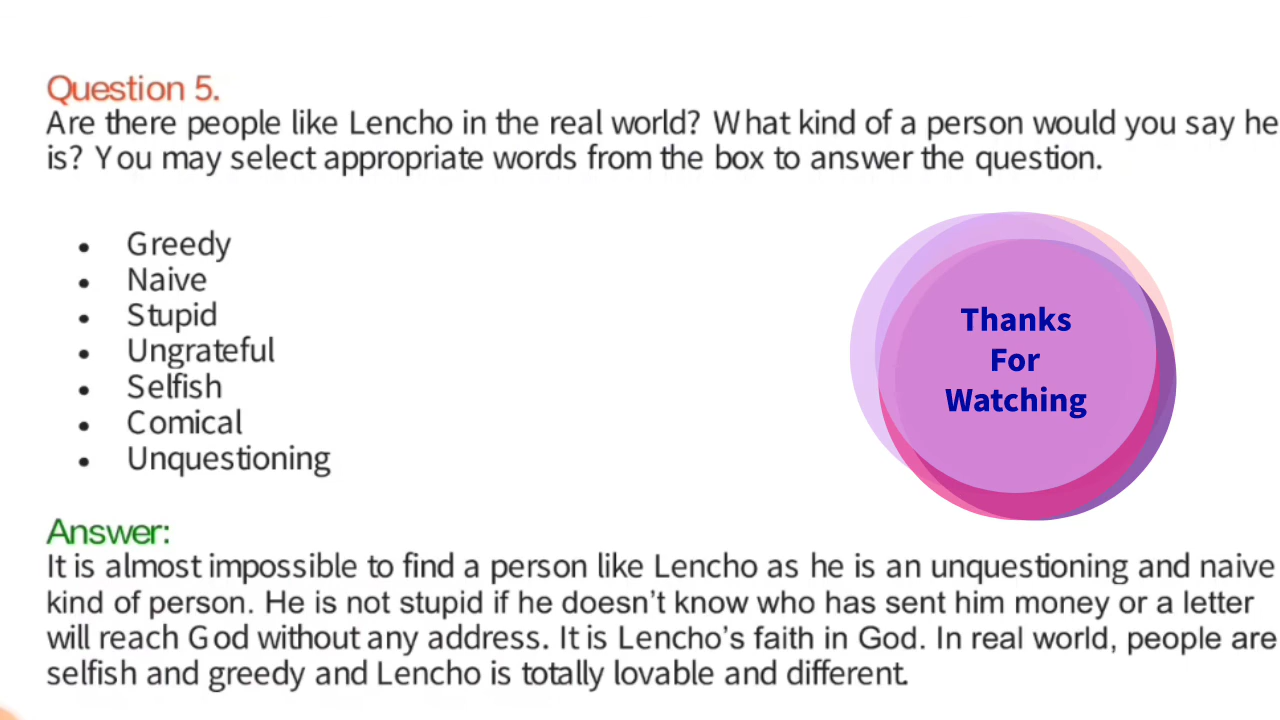 Question 5.
Are there people like Lencho in the real world? What kind of a person would you say he
is? You may select appropriate words from the box to answer the question.
• Greedy
• Naive
• Stupid
• Ungrateful
• Selfish
• Comical
• Unquestioning
Thanks
For
Watching
Answer:
It is almost impossible to find a person like Lencho as he is an unquestioning and naive
kind of person. He is not stupid if he doesn't know who has sent him money or a letter
will reach God without any address. It is Lencho's faith in God. In real world, people are
selfish and greedy and Lencho is totally lovable and different.